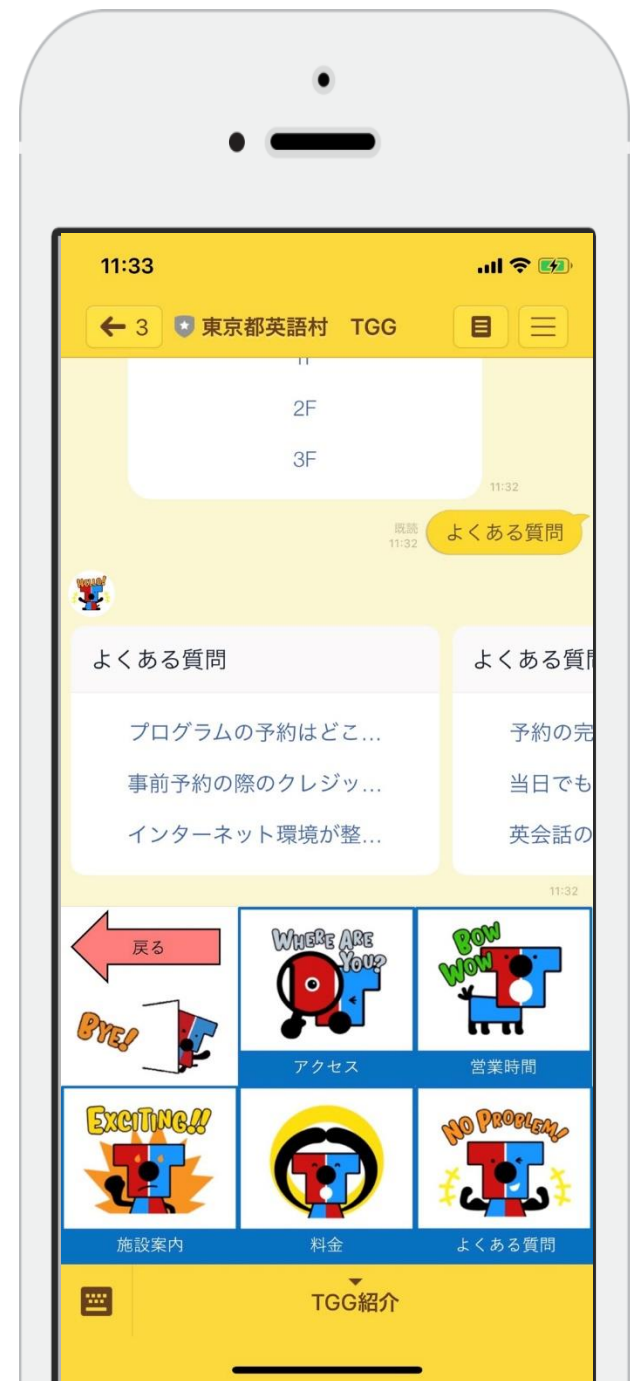 11:33
3 東京都英語村 TGG
2F
3F
11:32
既読
11:32
よくある質問
HELLO!
よくある質問
よくある質
プログラムの予約はどこ...
予約の完
事前予約の際のクレジッ...
当日でも
インターネット環境が整...
英会話の
11:32
戻る
BYE!
WHERE ARE YOU?
アクセス
BOW WOW
営業時間
EXCITING!!
施設案内
料金
NO PROBLEM!
よくある質問
TGG紹介